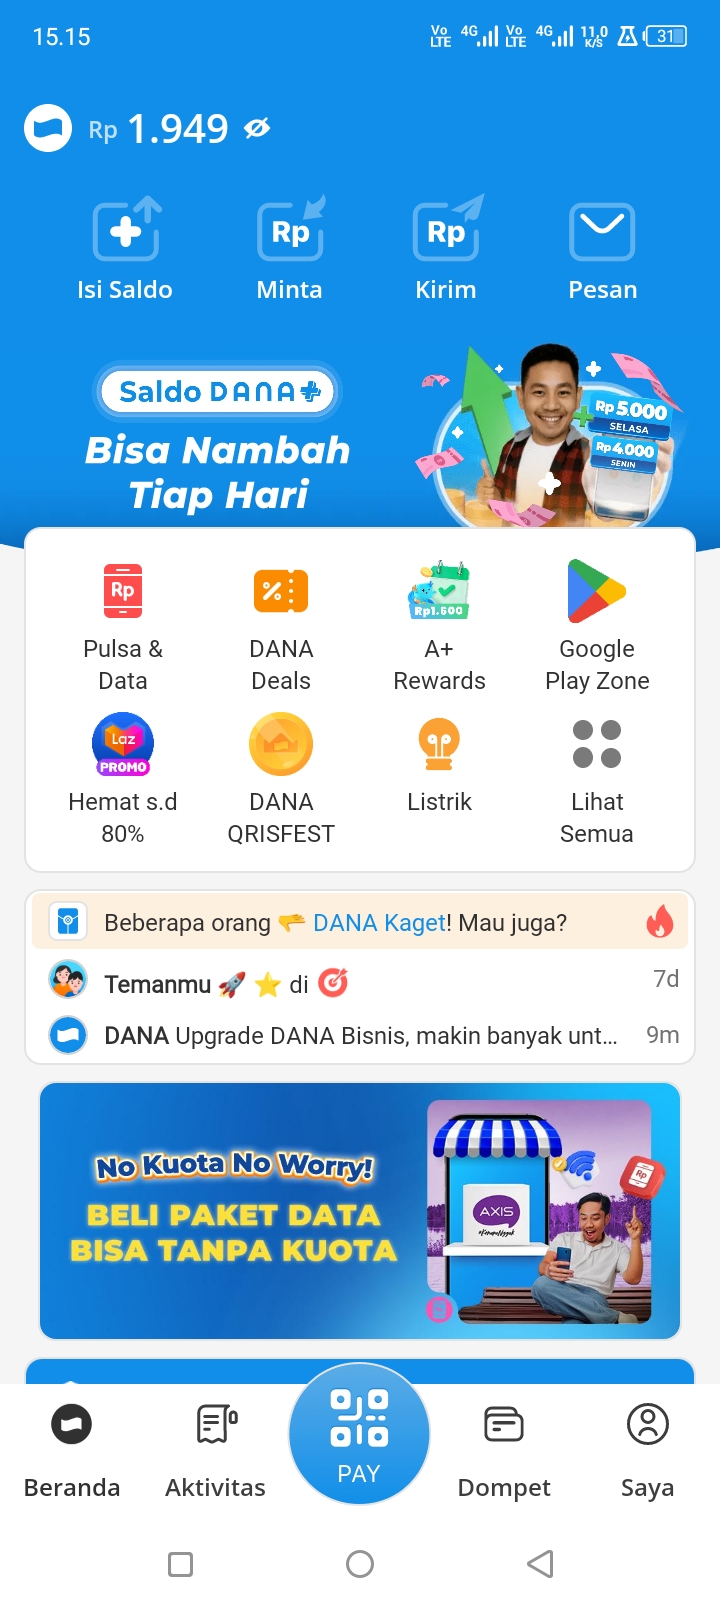 15.15
Vo LTE 4G Vo LTE 4G 11,0 K/S 31
Rp 1.949
Isi Saldo
Minta
Kirim
Pesan
Saldo DANA+
Bisa Nambah
Tiap Hari
Rp 5.000
SELASA
Rp 4.000
SENIN
Rp
Pulsa &
Data
DANA
Deals
Rp1.600
A+
Rewards
Google
Play Zone
Laz
PROMO
Hemat s.d
80%
DANA
QRISFEST
Listrik
Lihat
Semua
Beberapa orang 🫴 DANA Kaget! Mau juga?
Temanmu 🚀 ⭐ di 🎯 7d
DANA Upgrade DANA Bisnis, makin banyak unt... 9m
No Kuota No Worry!
BELI PAKET DATA
BISA TANPA KUOTA
AXIS
Rp
Beranda
Aktivitas
PAY
Dompet
Saya